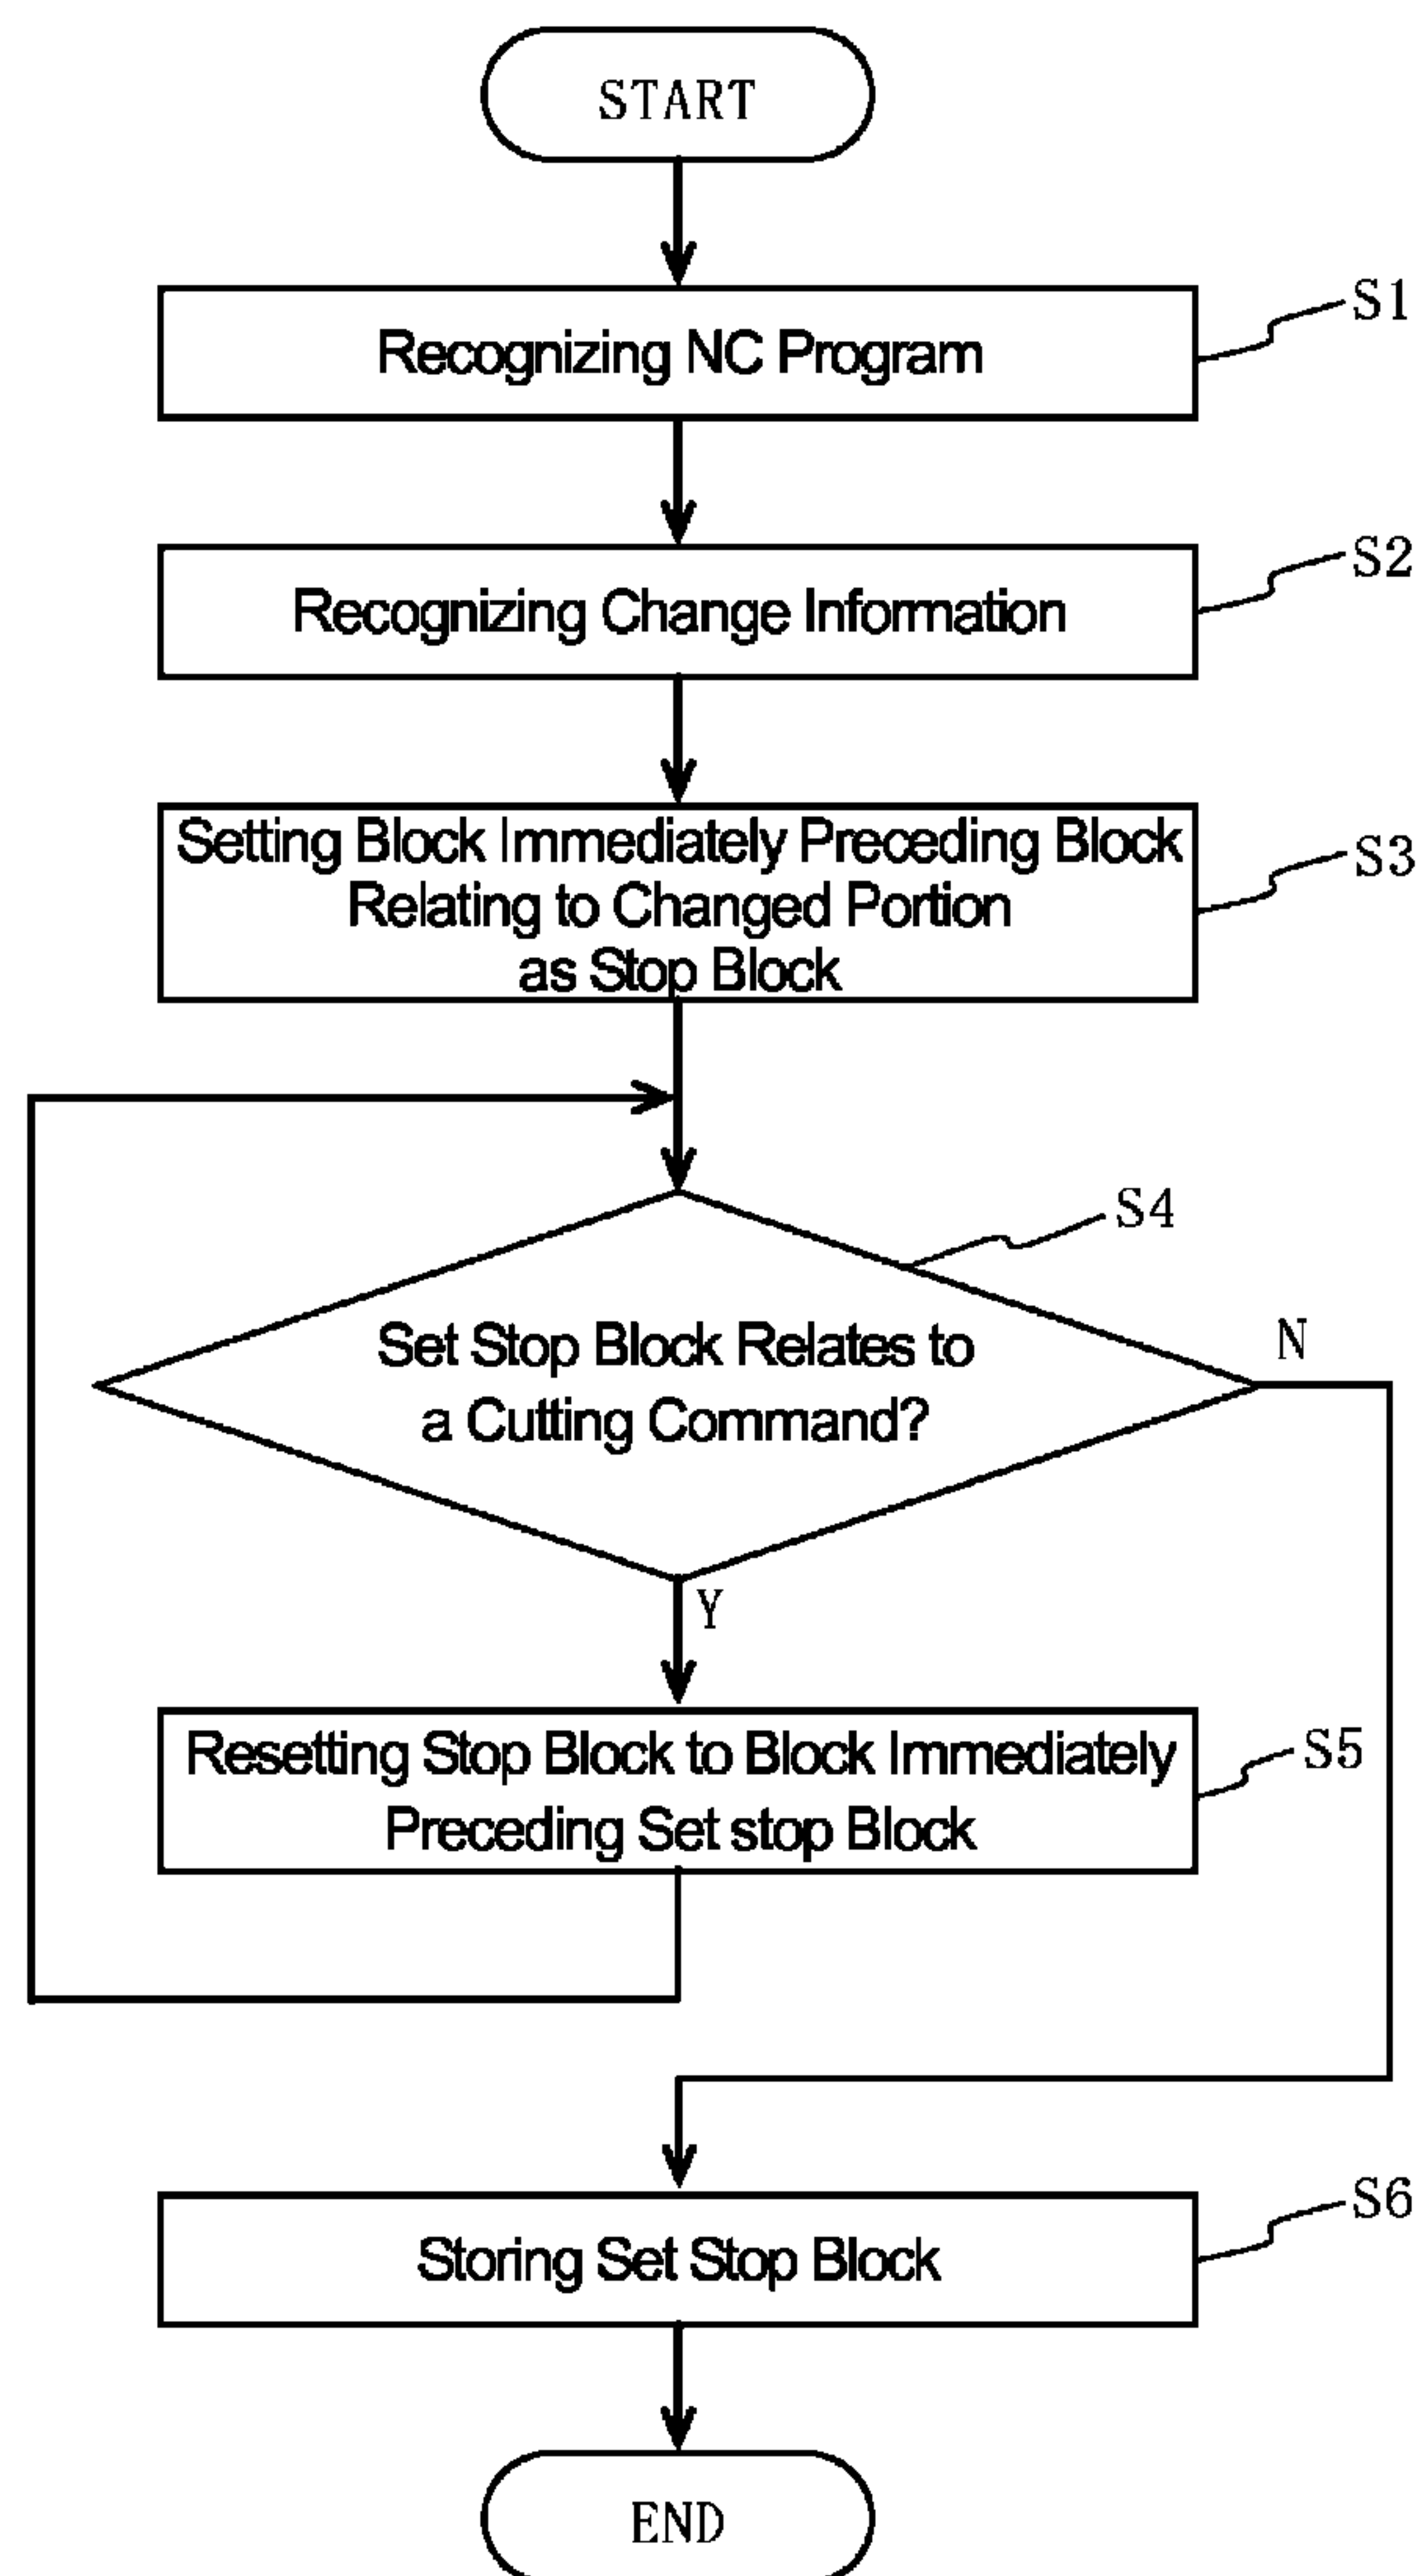 START
Recognizing NC Program
S1
Recognizing Change Information
S2
Setting Block Immediately Preceding Block
Relating to Changed Portion
as Stop Block
S3
S4
Set Stop Block Relates to
a Cutting Command?
N
Y
Resetting Stop Block to Block Immediately
Preceding Set stop Block
S5
Storing Set Stop Block
S6
END